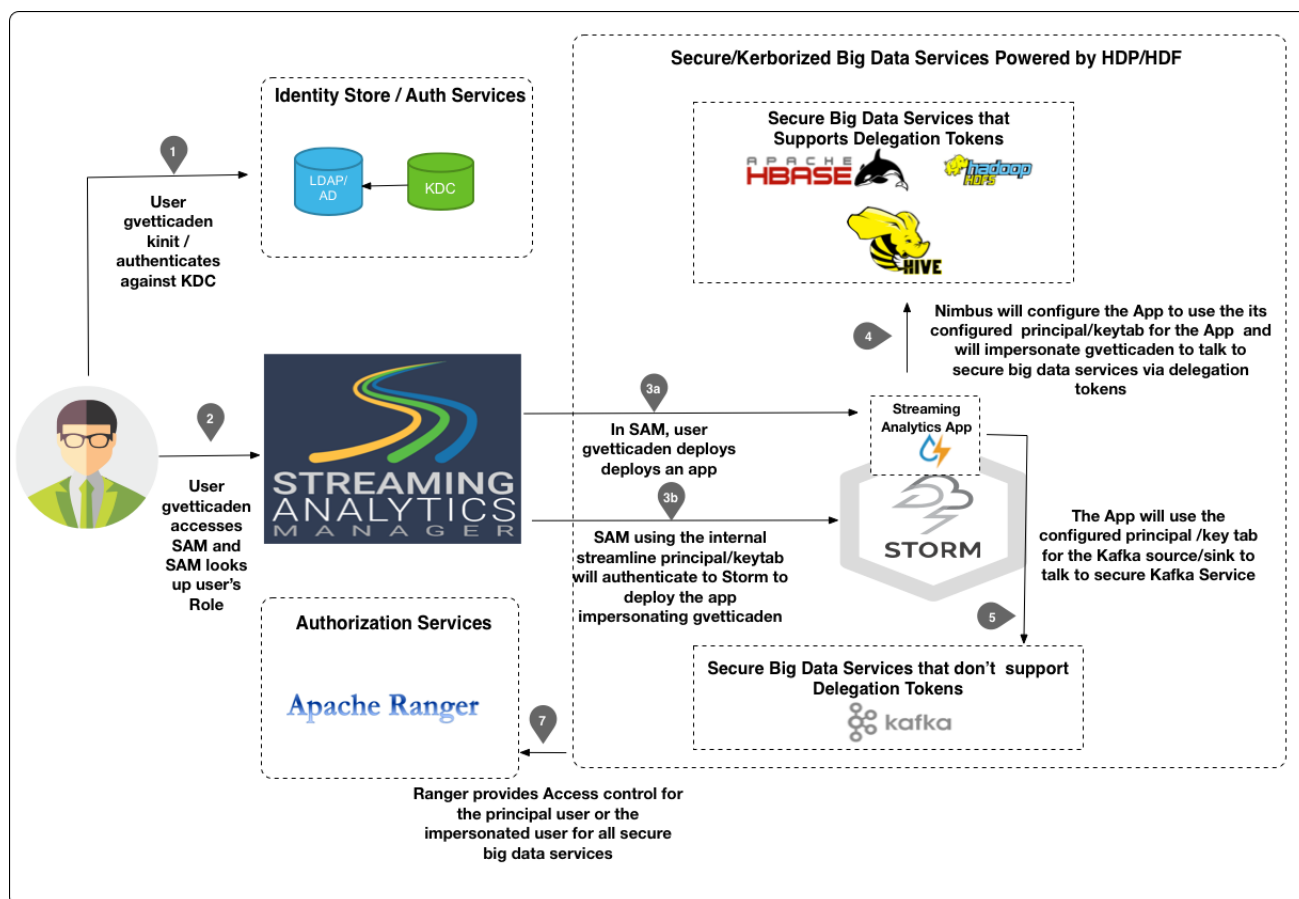 Secure/Kerborized Big Data Services Powered by HDP/HDF
Identity Store / Auth Services
LDAP/
AD
KDC
1
User
gvetticaden
kinit /
authenticates
against KDC
Secure Big Data Services that
Supports Delegation Tokens
APACHE
HBASE
hadoop
HDFS
HIVE
4
Nimbus will configure the App to use the its
configured principal/keytab for the App and
will impersonate gvetticaden to talk to
secure big data services via delegation
tokens
2
User
gvetticaden
accesses
SAM and
SAM looks
up user's
Role
STREAMING
ANALYTICS
MANAGER
3a
In SAM, user
gvetticaden deploys
deploys an app
3b
SAM using the internal
streamline principal/keytab
will authenticate to Storm to
deploy the app
impersonating gvetticaden
Streaming
Analytics App
STORM
The App will use the
configured principal /key tab
for the Kafka source/sink to
talk to secure Kafka Service
5
Authorization Services
Apache Ranger
Secure Big Data Services that don't support
Delegation Tokens
kafka
7
Ranger provides Access control for
the principal user or the
impersonated user for all secure
big data services